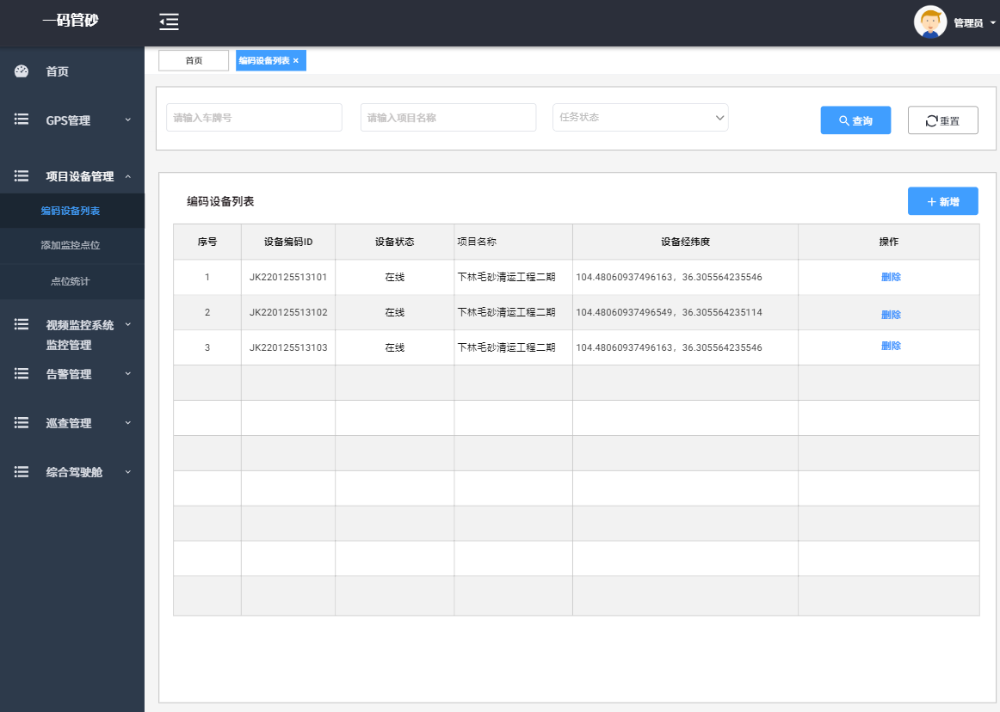 一码管砂
管理员
首页
GPS管理
项目设备管理
编码设备列表
添加监控点位
点位统计
视频监控系统
监控管理
告警管理
巡查管理
综合驾驶舱
首页
编码设备列表 ×
请输入车牌号
请输入项目名称
任务状态
查询
重置
编码设备列表
+ 新增
序号 设备编码ID 设备状态 项目名称 设备经纬度 操作
1 JK220125513101 在线 下林毛砂清运工程二期 104.48060937496163，36.305564235546 删除
2 JK220125513102 在线 下林毛砂清运工程二期 104.48060937496549，36.305564235114 删除
3 JK220125513103 在线 下林毛砂清运工程二期 104.48060937496163，36.305564235546 删除